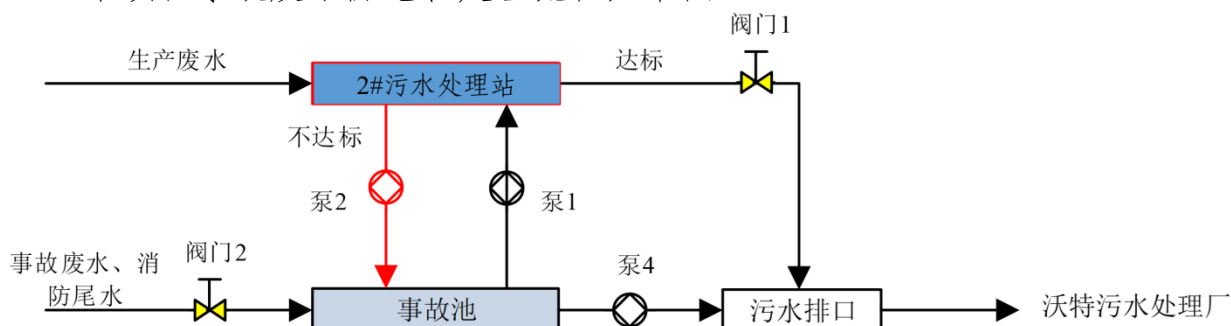 阀门1
生产废水
达标
2#污水处理站
不达标
泵2
泵1
事故废水、消
防尾水
阀门2
泵4
事故池
污水排口
沃特污水处理厂